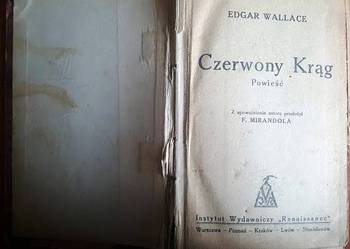 EDGAR WALLACE
Czerwony Krąg
Powieść
Z upoważnienia autora przełożył
F. MIRANDOLA
Instytut Wydawniczy „Renaissance"
Warszawa - Poznań - Kraków - Lwów - Stanisławów